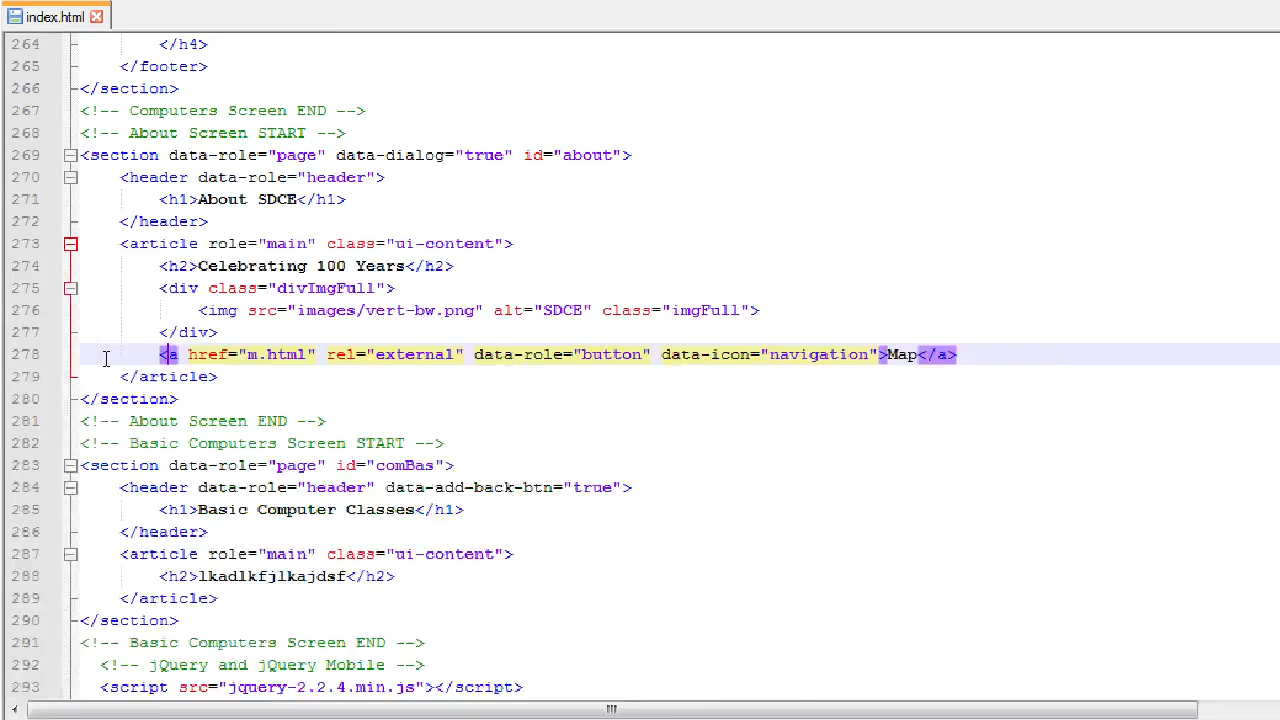 index.html
264 </h4>
265 </footer>
266 </section>
267 <!-- Computers Screen END -->
268 <!-- About Screen START -->
269 <section data-role="page" data-dialog="true" id="about">
270 <header data-role="header">
271 <h1>About SDCE</h1>
272 </header>
273 <article role="main" class="ui-content">
274 <h2>Celebrating 100 Years</h2>
275 <div class="divImgFull">
276 <img src="images/vert-bw.png" alt="SDCE" class="imgFull">
277 </div>
278 <a href="m.html" rel="external" data-role="button" data-icon="navigation">Map</a>
279 </article>
280 </section>
281 <!-- About Screen END -->
282 <!-- Basic Computers Screen START -->
283 <section data-role="page" id="comBas">
284 <header data-role="header" data-add-back-btn="true">
285 <h1>Basic Computer Classes</h1>
286 </header>
287 <article role="main" class="ui-content">
288 <h2>lkadlkfjlkajdsf</h2>
289 </article>
290 </section>
291 <!-- Basic Computers Screen END -->
292 <!-- jQuery and jQuery Mobile -->
293 <script src="jquery-2.2.4.min.js"></script>